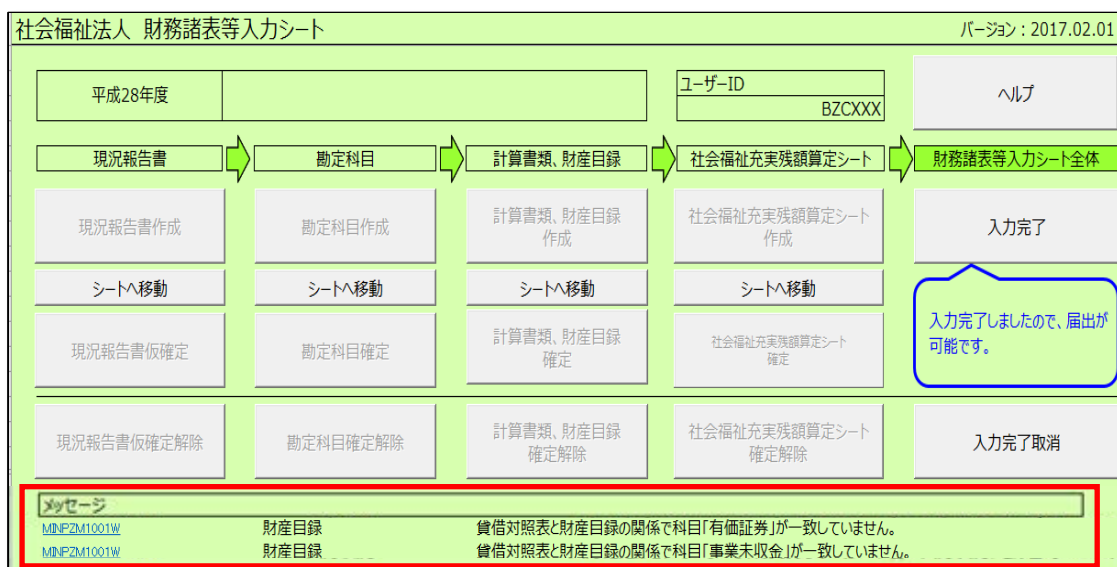 社会福祉法人 財務諸表等入力シート
バージョン：2017.02.01
平成28年度
ユーザーID
BZCXXX
ヘルプ
現況報告書
勘定科目
計算書類、財産目録
社会福祉充実残額算定シート
財務諸表等入力シート全体
現況報告書作成
勘定科目作成
計算書類、財産目録
作成
社会福祉充実残額算定シート
作成
入力完了
シートへ移動
シートへ移動
シートへ移動
シートへ移動
入力完了しましたので、届出が
可能です。
現況報告書仮確定
勘定科目確定
計算書類、財産目録
確定
社会福祉充実残額算定シート
確定
現況報告書仮確定解除
勘定科目確定解除
計算書類、財産目録
確定解除
社会福祉充実残額算定シート
確定解除
入力完了取消
メッセージ
MINPZM1001W 財産目録 貸借対照表と財産目録の関係で科目「有価証券」が一致していません。
MINPZM1001W 財産目録 貸借対照表と財産目録の関係で科目「事業未収金」が一致していません。